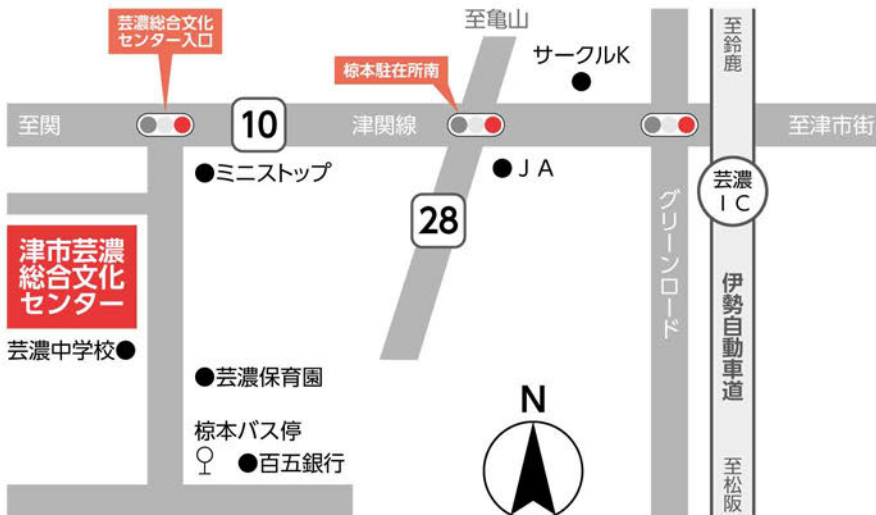 芸濃総合文化
センター入口
至亀山
至鈴鹿
サークルK
椋本駐在所南
至関
10
津関線
至津市街
ミニストップ
JA
芸濃
IC
28
グリーンロード
津市芸濃
総合文化
センター
伊勢自動車道
芸濃中学校
芸濃保育園
N
椋本バス停
百五銀行
至松阪